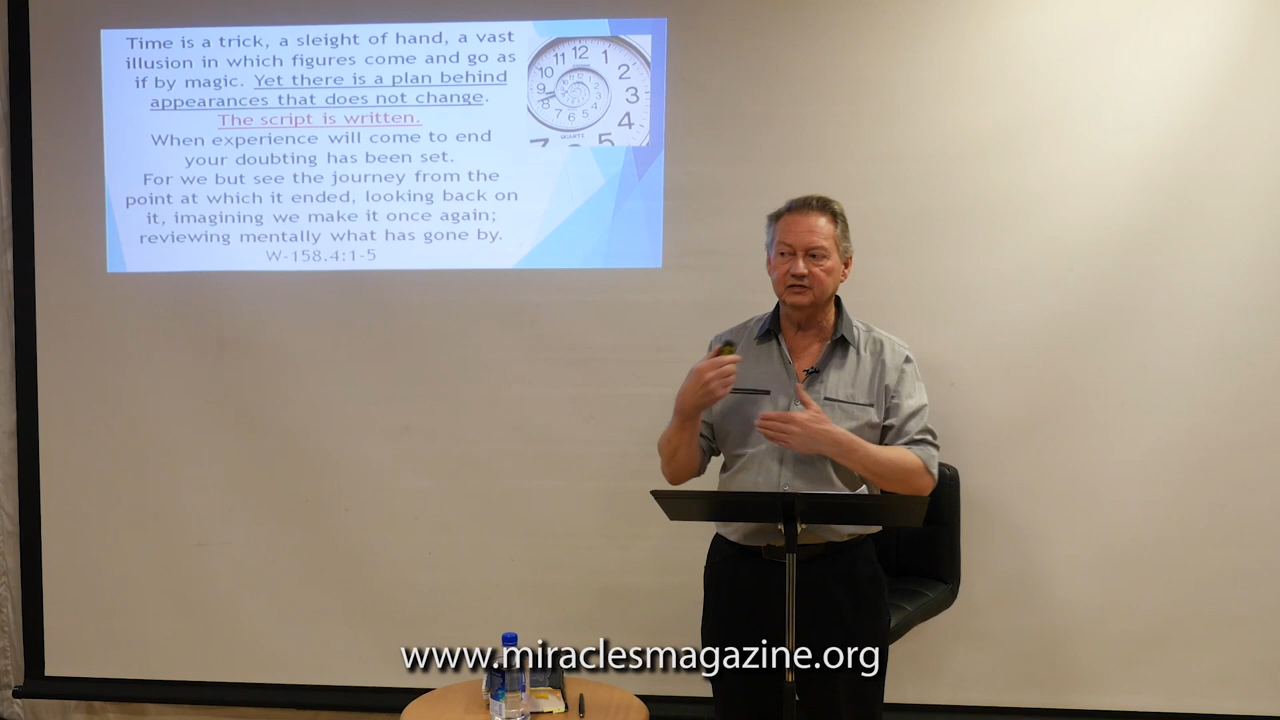 Time is a trick, a sleight of hand, a vast
illusion in which figures come and go as
if by magic. Yet there is a plan behind
appearances that does not change.
The script is written.
When experience will come to end
your doubting has been set.
For we but see the journey from the
point at which it ended, looking back on
it, imagining we make it once again;
reviewing mentally what has gone by.
W-158.4:1-5
11 12 1
10 2
9 3
8 4
7 6 5
QUARTZ
www.miraclesmagazine.org